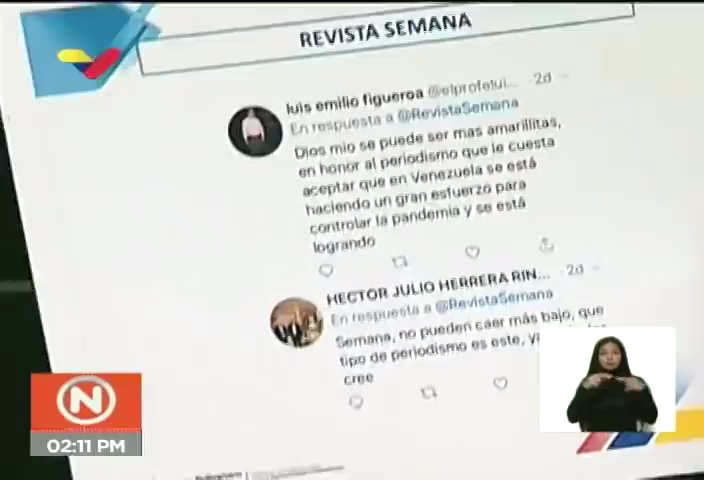 REVISTA SEMANA
luis emilio figueroa @elprofelui... · 2d
En respuesta a @RevistaSemana
Dios mio se puede ser mas amarillitas,
en honor al periodismo que le cuesta
aceptar que en Venezuela se está
haciendo un gran esfuerzo para
controlar la pandemia y se está
logrando
HECTOR JULIO HERRERA RIN... · 2d
En respuesta a @RevistaSemana
Semana, no pueden caer más bajo, que
tipo de periodismo es este,
cree
N
02:11 PM